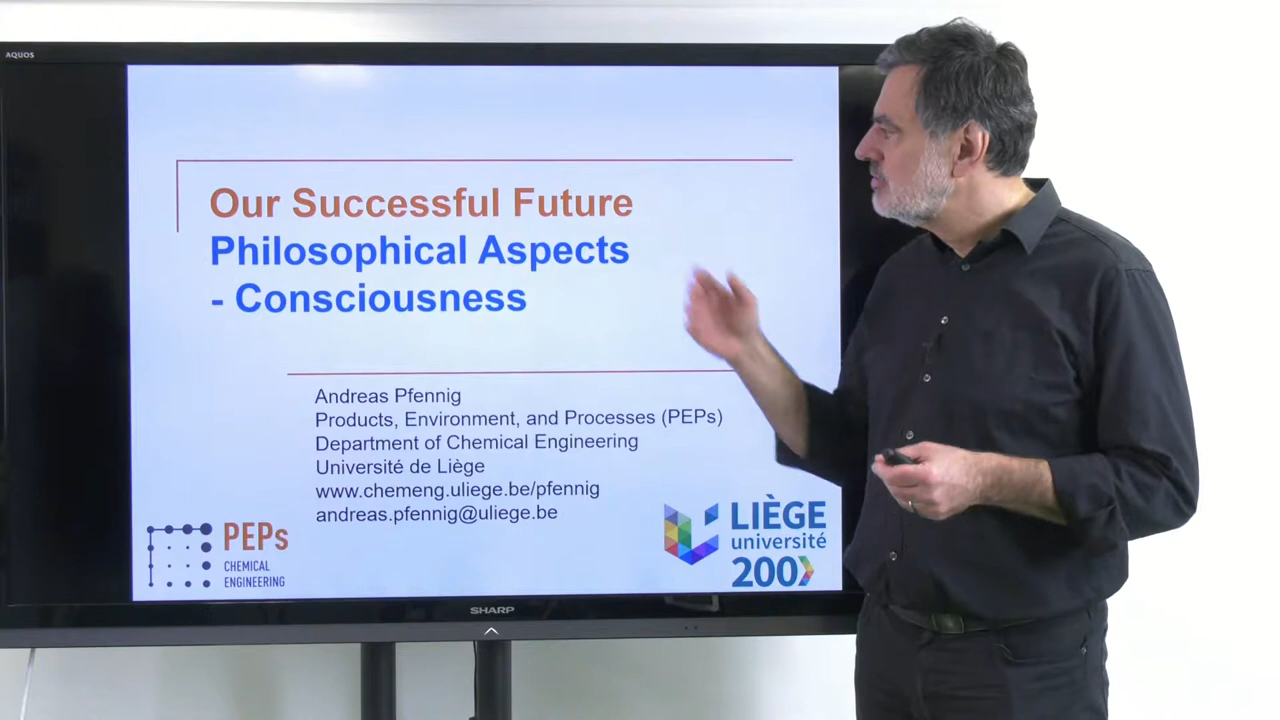 AQUOS
Our Successful Future
Philosophical Aspects
- Consciousness
Andreas Pfennig
Products, Environment, and Processes (PEPs)
Department of Chemical Engineering
Université de Liège
www.chemeng.uliege.be/pfennig
andreas.pfennig@uliege.be
PEPs
CHEMICAL
ENGINEERING
LIÈGE
université
200
SHARP